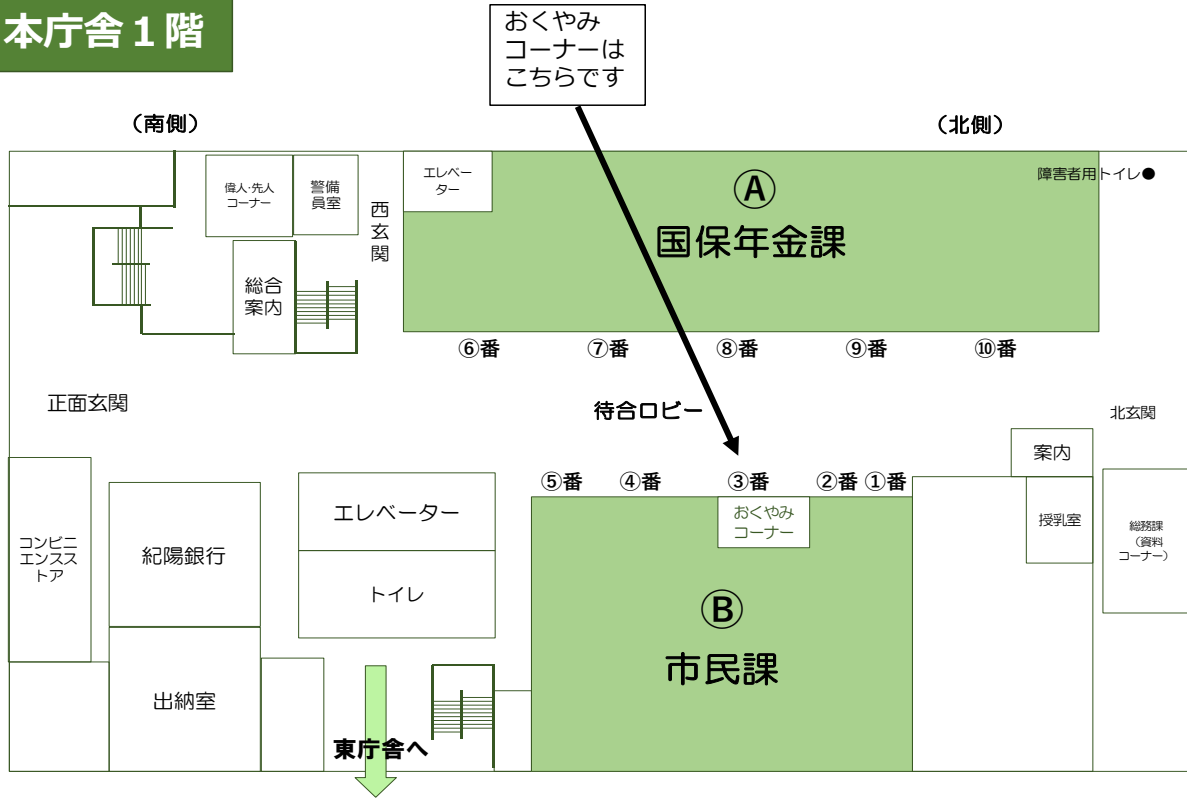 本庁舎１階
おくやみ
コーナーは
こちらです
（南側）
（北側）
偉人・先人
コーナー
警備
員室
西玄関
エレベー
ター
Ⓐ
国保年金課
障害者用トイレ●
総合
案内
⑥番
⑦番
⑧番
⑨番
⑩番
正面玄関
待合ロビー
北玄関
案内
⑤番
④番
③番
②番
①番
おくやみ
コーナー
エレベーター
トイレ
コンビニ
エンスス
トア
紀陽銀行
授乳室
総務課
（資料
コーナー）
Ⓑ
市民課
出納室
東庁舎へ